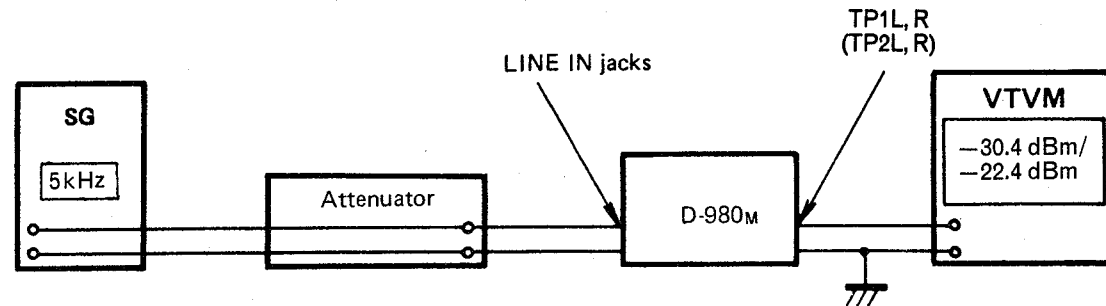 TP1L, R
(TP2L, R)
LINE IN jacks
SG
5kHz
Attenuator
D-980M
VTVM
—30.4 dBm/
—22.4 dBm